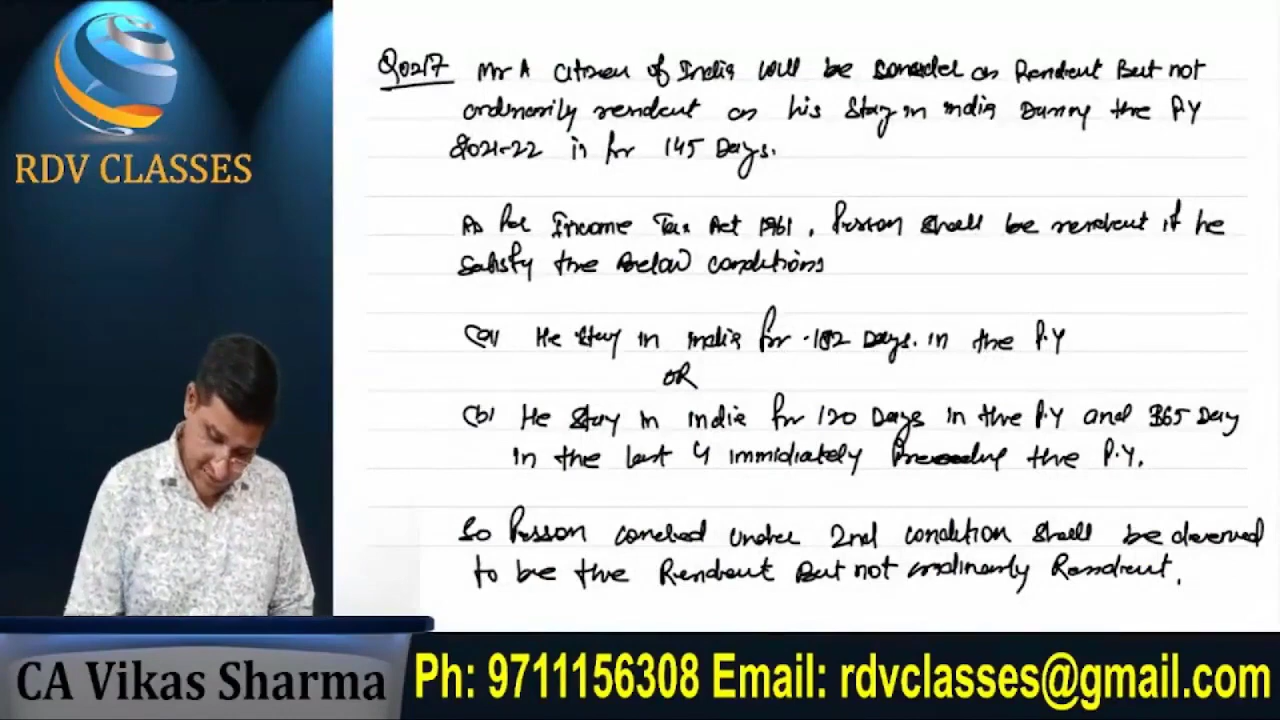 RDV CLASSES
Mr A citizen of India will be consider as Resident But not
ordinarily resident as his Stay in India During the P.Y
2021-22 is for 145 Days.
As Per Income Tax Act 1961, Person shall be resident if he
satisfy the Below conditions
(a) He stay in India for 182 Days. in the P.Y
OR
(b) He stay in India for 120 Days in the P.Y and 365 Day
in the last 4 immidiately Preceeding the P.Y.
So Person covered under 2nd condition shall be deemed
to be the Resident But not ordinarily Resident.
CA Vikas Sharma
Ph: 9711156308 Email: rdvclasses@gmail.com